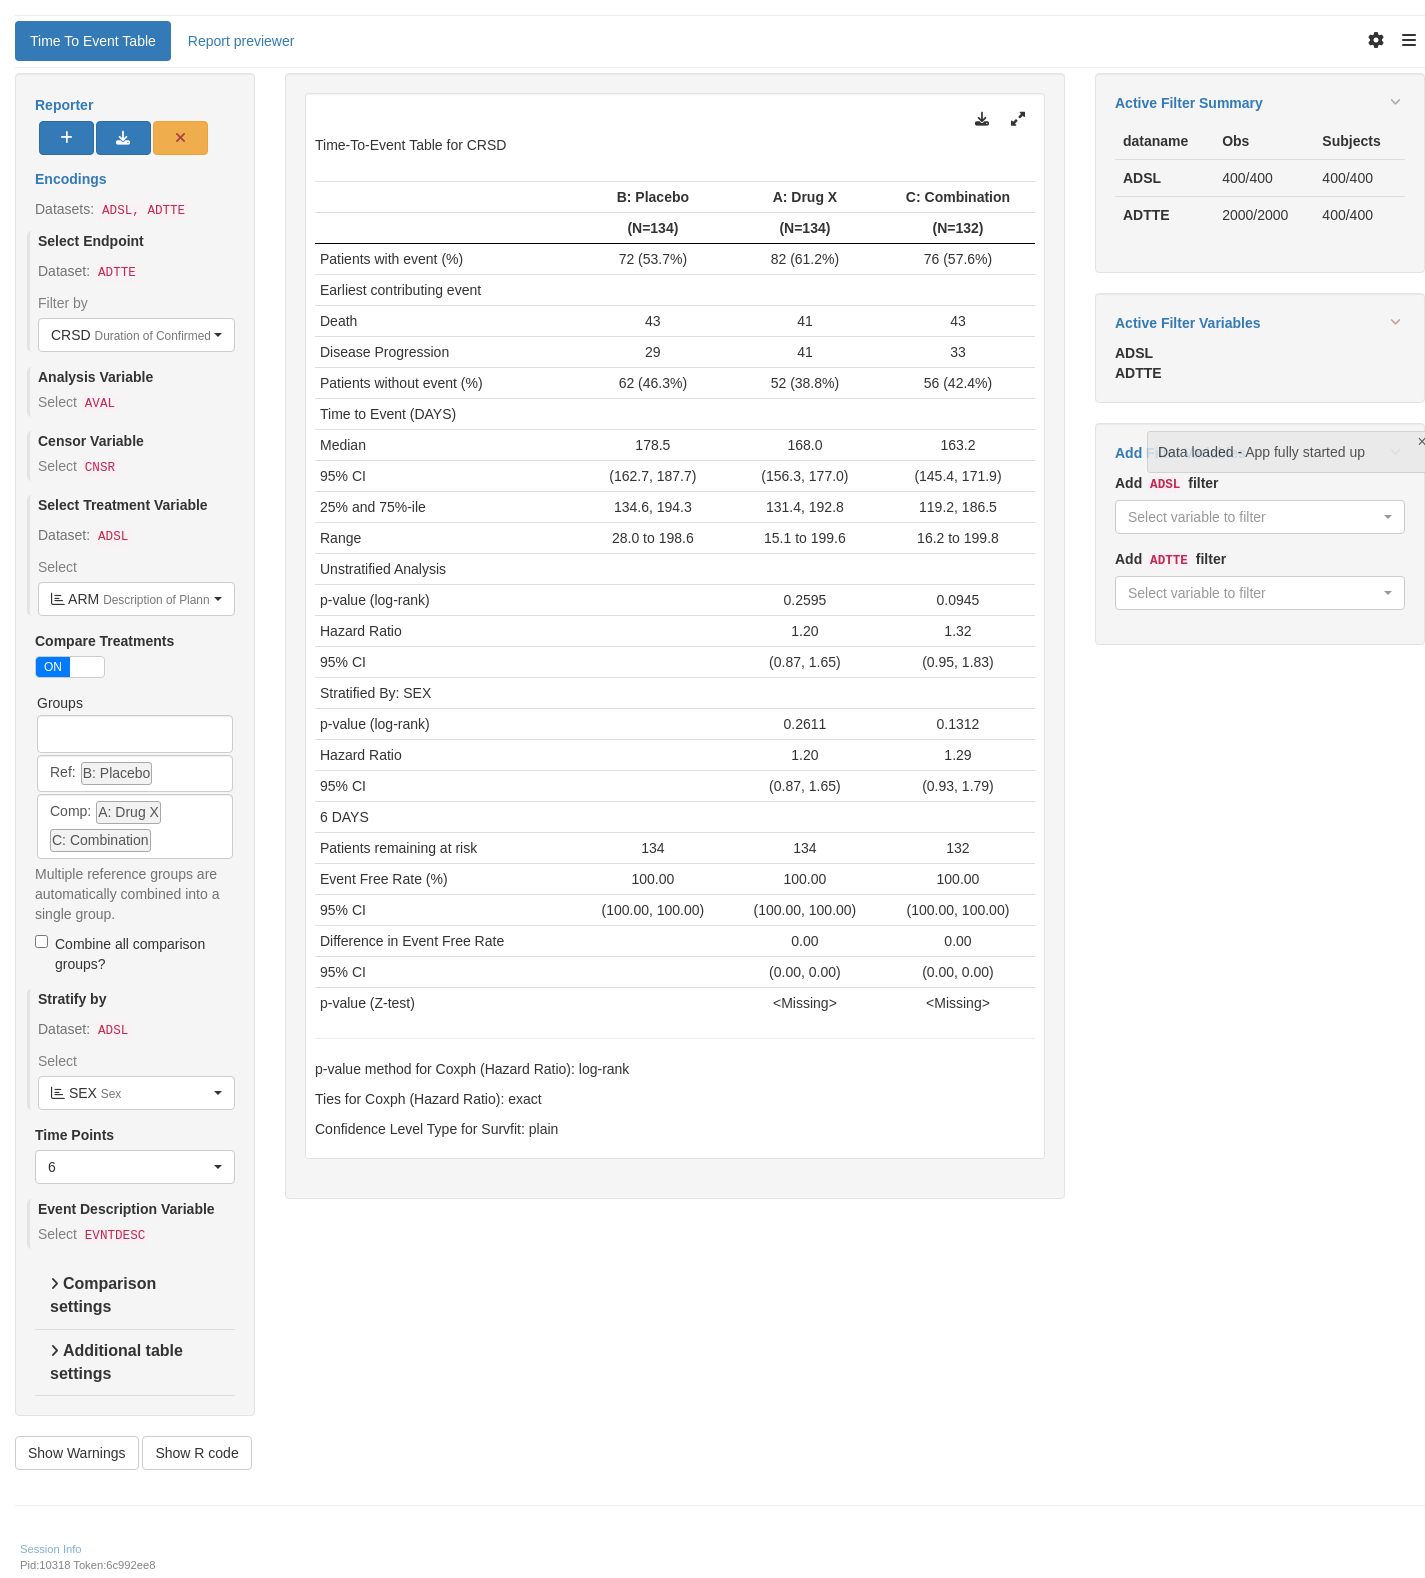 Time To Event Table
Report previewer
Reporter
Encodings
Datasets: ADSL, ADTTE
Select Endpoint
Dataset: ADTTE
Filter by
CRSD Duration of Confirmed
Analysis Variable
Select AVAL
Censor Variable
Select CNSR
Select Treatment Variable
Dataset: ADSL
Select
ARM Description of Plann
Compare Treatments
ON
Groups
Ref: B: Placebo
Comp: A: Drug X
C: Combination
Multiple reference groups are
automatically combined into a
single group.
Combine all comparison
groups?
Stratify by
Dataset: ADSL
Select
SEX Sex
Time Points
6
Event Description Variable
Select EVNTDESC
Comparison
settings
Additional table
settings
Show Warnings Show R code
Time-To-Event Table for CRSD
B: Placebo A: Drug X C: Combination
(N=134) (N=134) (N=132)
Patients with event (%) 72 (53.7%) 82 (61.2%) 76 (57.6%)
Earliest contributing event
Death 43 41 43
Disease Progression 29 41 33
Patients without event (%) 62 (46.3%) 52 (38.8%) 56 (42.4%)
Time to Event (DAYS)
Median 178.5 168.0 163.2
95% CI (162.7, 187.7) (156.3, 177.0) (145.4, 171.9)
25% and 75%-ile 134.6, 194.3 131.4, 192.8 119.2, 186.5
Range 28.0 to 198.6 15.1 to 199.6 16.2 to 199.8
Unstratified Analysis
p-value (log-rank) 0.2595 0.0945
Hazard Ratio 1.20 1.32
95% CI (0.87, 1.65) (0.95, 1.83)
Stratified By: SEX
p-value (log-rank) 0.2611 0.1312
Hazard Ratio 1.20 1.29
95% CI (0.87, 1.65) (0.93, 1.79)
6 DAYS
Patients remaining at risk 134 134 132
Event Free Rate (%) 100.00 100.00 100.00
95% CI (100.00, 100.00) (100.00, 100.00) (100.00, 100.00)
Difference in Event Free Rate 0.00 0.00
95% CI (0.00, 0.00) (0.00, 0.00)
p-value (Z-test) <Missing> <Missing>
p-value method for Coxph (Hazard Ratio): log-rank
Ties for Coxph (Hazard Ratio): exact
Confidence Level Type for Survfit: plain
Active Filter Summary
dataname Obs Subjects
ADSL 400/400 400/400
ADTTE 2000/2000 400/400
Active Filter Variables
ADSL
ADTTE
Add
Data loaded - App fully started up ×
Add ADSL filter
Select variable to filter
Add ADTTE filter
Select variable to filter
Session Info
Pid:10318 Token:6c992ee8